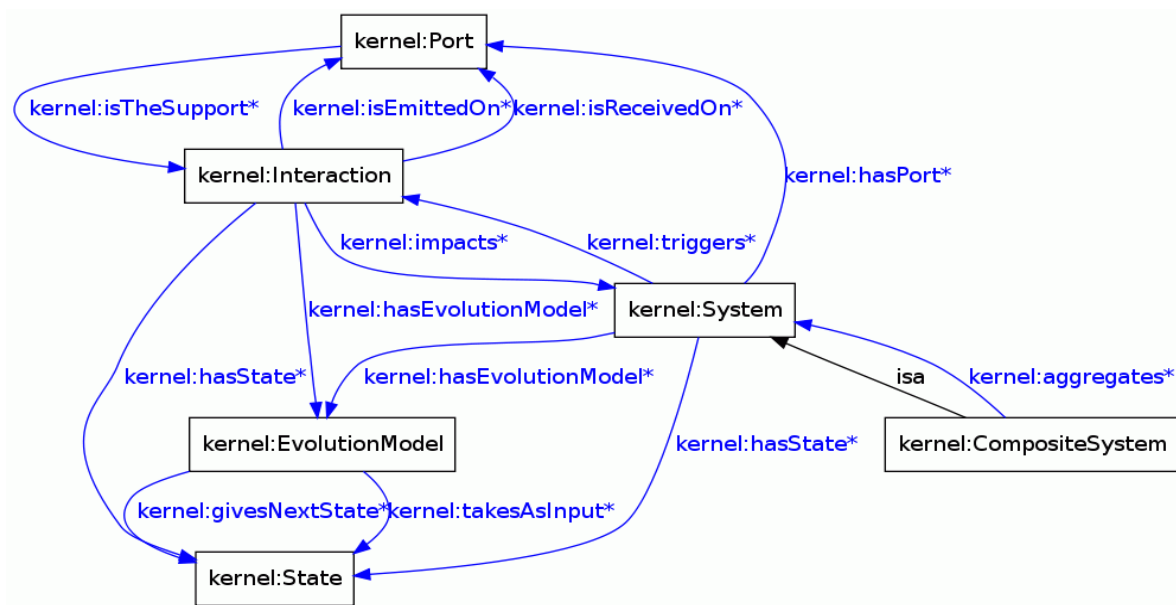 kernel:Port
kernel:isTheSupport*
kernel:isEmittedOn*
kernel:isReceivedOn*
kernel:Interaction
kernel:hasPort*
kernel:impacts*
kernel:triggers*
kernel:hasEvolutionModel*
kernel:System
kernel:hasState*
kernel:hasEvolutionModel*
isa
kernel:aggregates*
kernel:EvolutionModel
kernel:hasState*
kernel:CompositeSystem
kernel:givesNextState*
kernel:takesAsInput*
kernel:State